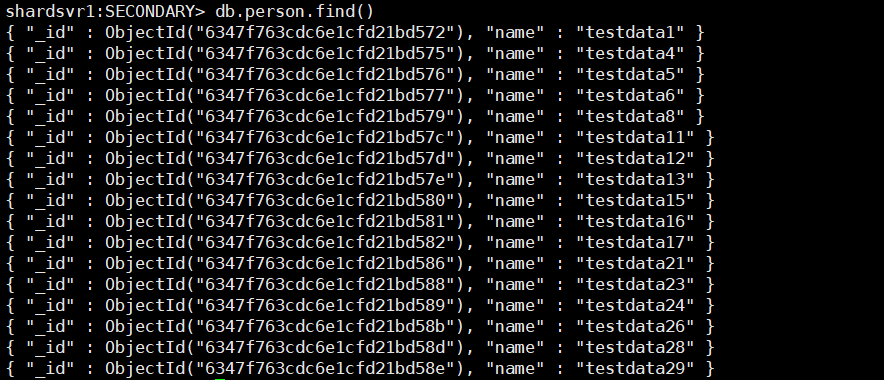 shardsvr1:SECONDARY> db.person.find()
{ "_id" : ObjectId("6347f763cdc6e1cfd21bd572"), "name" : "testdata1" }
{ "_id" : ObjectId("6347f763cdc6e1cfd21bd575"), "name" : "testdata4" }
{ "_id" : ObjectId("6347f763cdc6e1cfd21bd576"), "name" : "testdata5" }
{ "_id" : ObjectId("6347f763cdc6e1cfd21bd577"), "name" : "testdata6" }
{ "_id" : ObjectId("6347f763cdc6e1cfd21bd579"), "name" : "testdata8" }
{ "_id" : ObjectId("6347f763cdc6e1cfd21bd57c"), "name" : "testdata11" }
{ "_id" : ObjectId("6347f763cdc6e1cfd21bd57d"), "name" : "testdata12" }
{ "_id" : ObjectId("6347f763cdc6e1cfd21bd57e"), "name" : "testdata13" }
{ "_id" : ObjectId("6347f763cdc6e1cfd21bd580"), "name" : "testdata15" }
{ "_id" : ObjectId("6347f763cdc6e1cfd21bd581"), "name" : "testdata16" }
{ "_id" : ObjectId("6347f763cdc6e1cfd21bd582"), "name" : "testdata17" }
{ "_id" : ObjectId("6347f763cdc6e1cfd21bd586"), "name" : "testdata21" }
{ "_id" : ObjectId("6347f763cdc6e1cfd21bd588"), "name" : "testdata23" }
{ "_id" : ObjectId("6347f763cdc6e1cfd21bd589"), "name" : "testdata24" }
{ "_id" : ObjectId("6347f763cdc6e1cfd21bd58b"), "name" : "testdata26" }
{ "_id" : ObjectId("6347f763cdc6e1cfd21bd58d"), "name" : "testdata28" }
{ "_id" : ObjectId("6347f763cdc6e1cfd21bd58e"), "name" : "testdata29" }